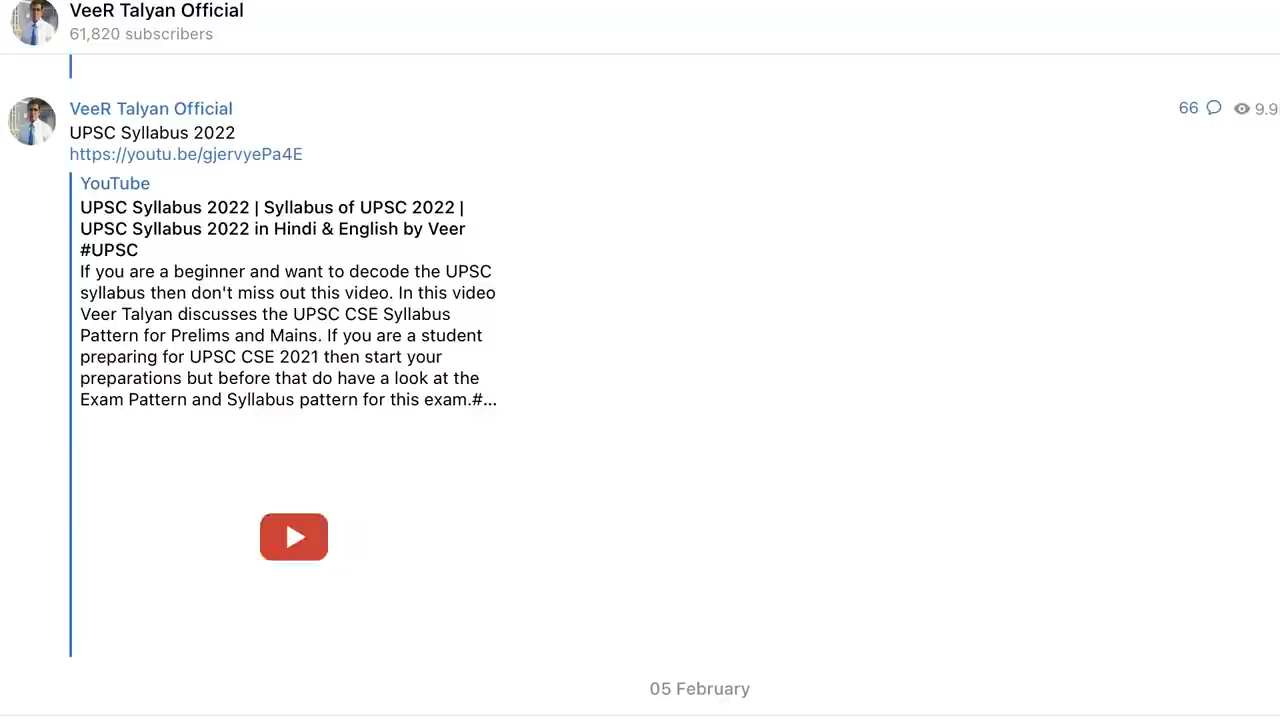 VeeR Talyan Official
61,820 subscribers
VeeR Talyan Official
66
UPSC Syllabus 2022
https://youtu.be/gjervyePa4E
YouTube
UPSC Syllabus 2022 | Syllabus of UPSC 2022 |
UPSC Syllabus 2022 in Hindi & English by Veer
#UPSC
If you are a beginner and want to decode the UPSC
syllabus then don't miss out this video. In this video
Veer Talyan discusses the UPSC CSE Syllabus
Pattern for Prelims and Mains. If you are a student
preparing for UPSC CSE 2021 then start your
preparations but before that do have a look at the
Exam Pattern and Syllabus pattern for this exam.#...
05 February